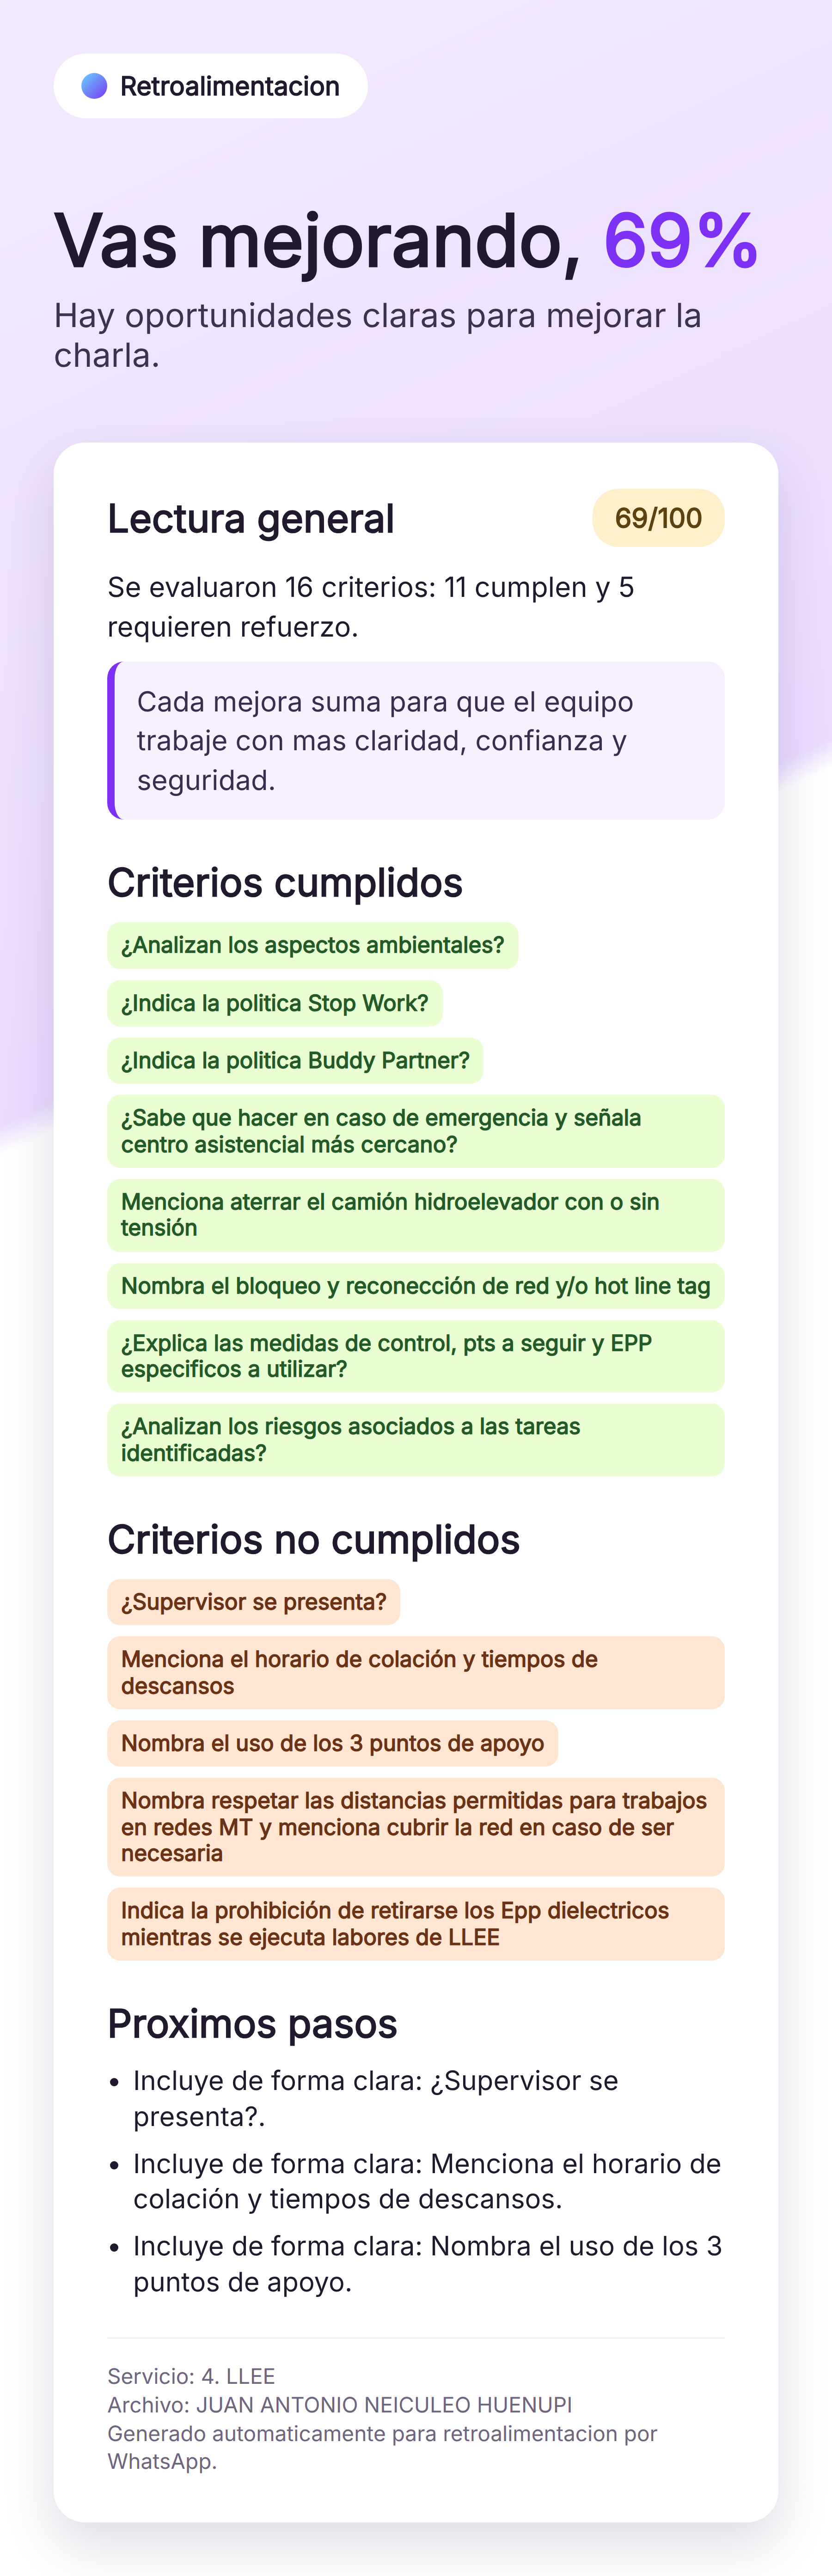 Retroalimentacion
Vas mejorando, 69%
Hay oportunidades claras para mejorar la
charla.
Lectura general
69/100
Se evaluaron 16 criterios: 11 cumplen y 5
requieren refuerzo.
Cada mejora suma para que el equipo
trabaje con mas claridad, confianza y
seguridad.
Criterios cumplidos
¿Analizan los aspectos ambientales?
¿Indica la politica Stop Work?
¿Indica la politica Buddy Partner?
¿Sabe que hacer en caso de emergencia y señala
centro asistencial más cercano?
Menciona aterrar el camión hidroelevador con o sin
tensión
Nombra el bloqueo y reconección de red y/o hot line tag
¿Explica las medidas de control, pts a seguir y EPP
especificos a utilizar?
¿Analizan los riesgos asociados a las tareas
identificadas?
Criterios no cumplidos
¿Supervisor se presenta?
Menciona el horario de colación y tiempos de
descansos
Nombra el uso de los 3 puntos de apoyo
Nombra respetar las distancias permitidas para trabajos
en redes MT y menciona cubrir la red en caso de ser
necesaria
Indica la prohibición de retirarse los Epp dielectricos
mientras se ejecuta labores de LLEE
Proximos pasos
• Incluye de forma clara: ¿Supervisor se
presenta?.
• Incluye de forma clara: Menciona el horario de
colación y tiempos de descansos.
• Incluye de forma clara: Nombra el uso de los 3
puntos de apoyo.
Servicio: 4. LLEE
Archivo: JUAN ANTONIO NEICULEO HUENUPI
Generado automaticamente para retroalimentacion por
WhatsApp.